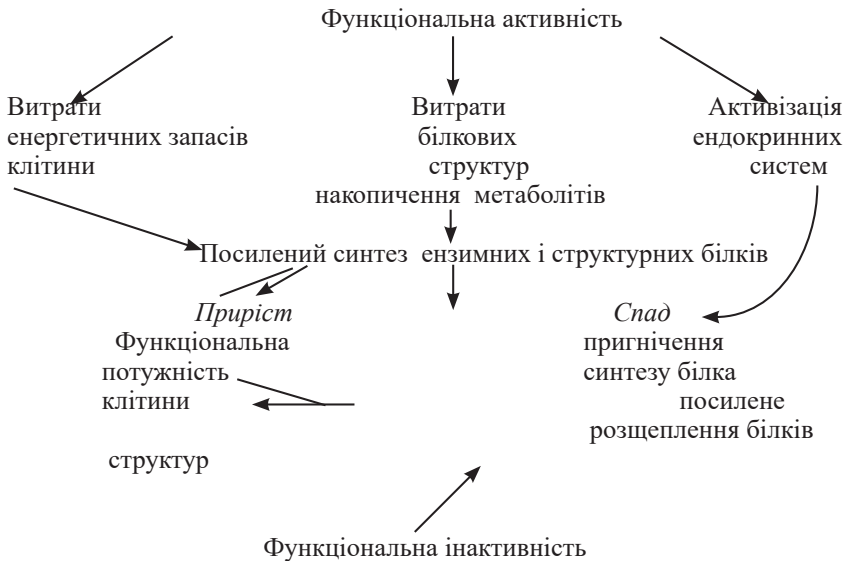 Функціональна активність
Витрати
енергетичних запасів
клітини
Витрати
білкових
структур
накопичення метаболітів
Активізація
ендокринних
систем
Посилений синтез ензимних і структурних білків
Приріст
Функціональна
потужність
клітини
структур
Спад
пригнічення
синтезу білка
посилене
розщеплення білків
Функціональна інактивність